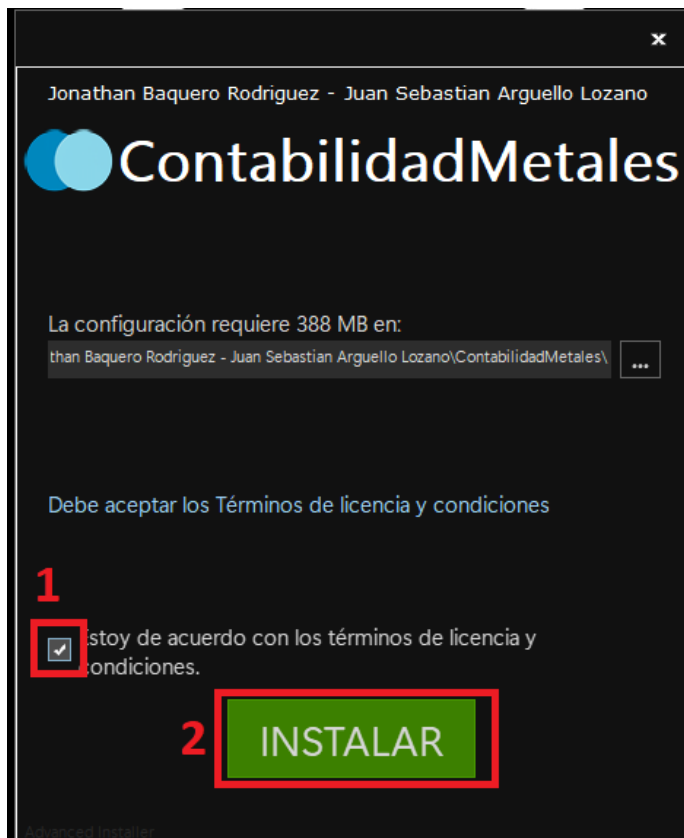 x
Jonathan Baquero Rodriguez - Juan Sebastian Arguello Lozano
ContabilidadMetales
La configuración requiere 388 MB en:
than Baquero Rodriguez - Juan Sebastian Arguello Lozano\ContabilidadMetales\
...
Debe aceptar los Términos de licencia y condiciones
1
Estoy de acuerdo con los términos de licencia y
condiciones.
2 INSTALAR
Advanced Installer